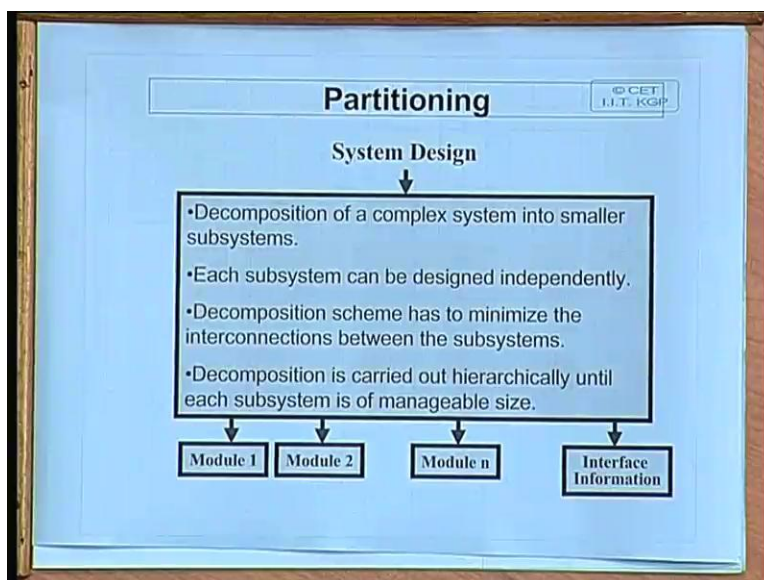 Partitioning
© CET
I.I.T. KGP
System Design
•Decomposition of a complex system into smaller
subsystems.
•Each subsystem can be designed independently.
•Decomposition scheme has to minimize the
interconnections between the subsystems.
•Decomposition is carried out hierarchically until
each subsystem is of manageable size.
Module 1
Module 2
Module n
Interface
Information